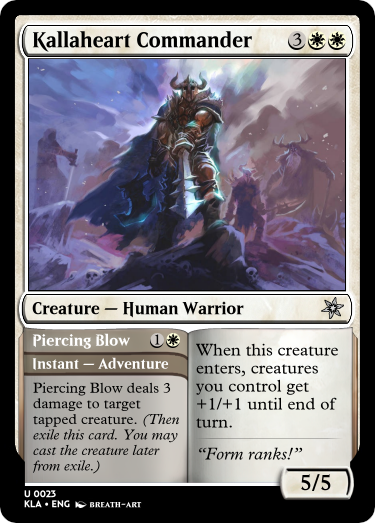 Kallaheart Commander 3
Creature — Human Warrior
Piercing Blow 1
Instant — Adventure
Piercing Blow deals 3
damage to target
tapped creature. (Then
exile this card. You may
cast the creature later
from exile.)
When this creature
enters, creatures
you control get
+1/+1 until end of
turn.
“Form ranks!”
5/5
U 0023
KLA • ENG BREATH-ART